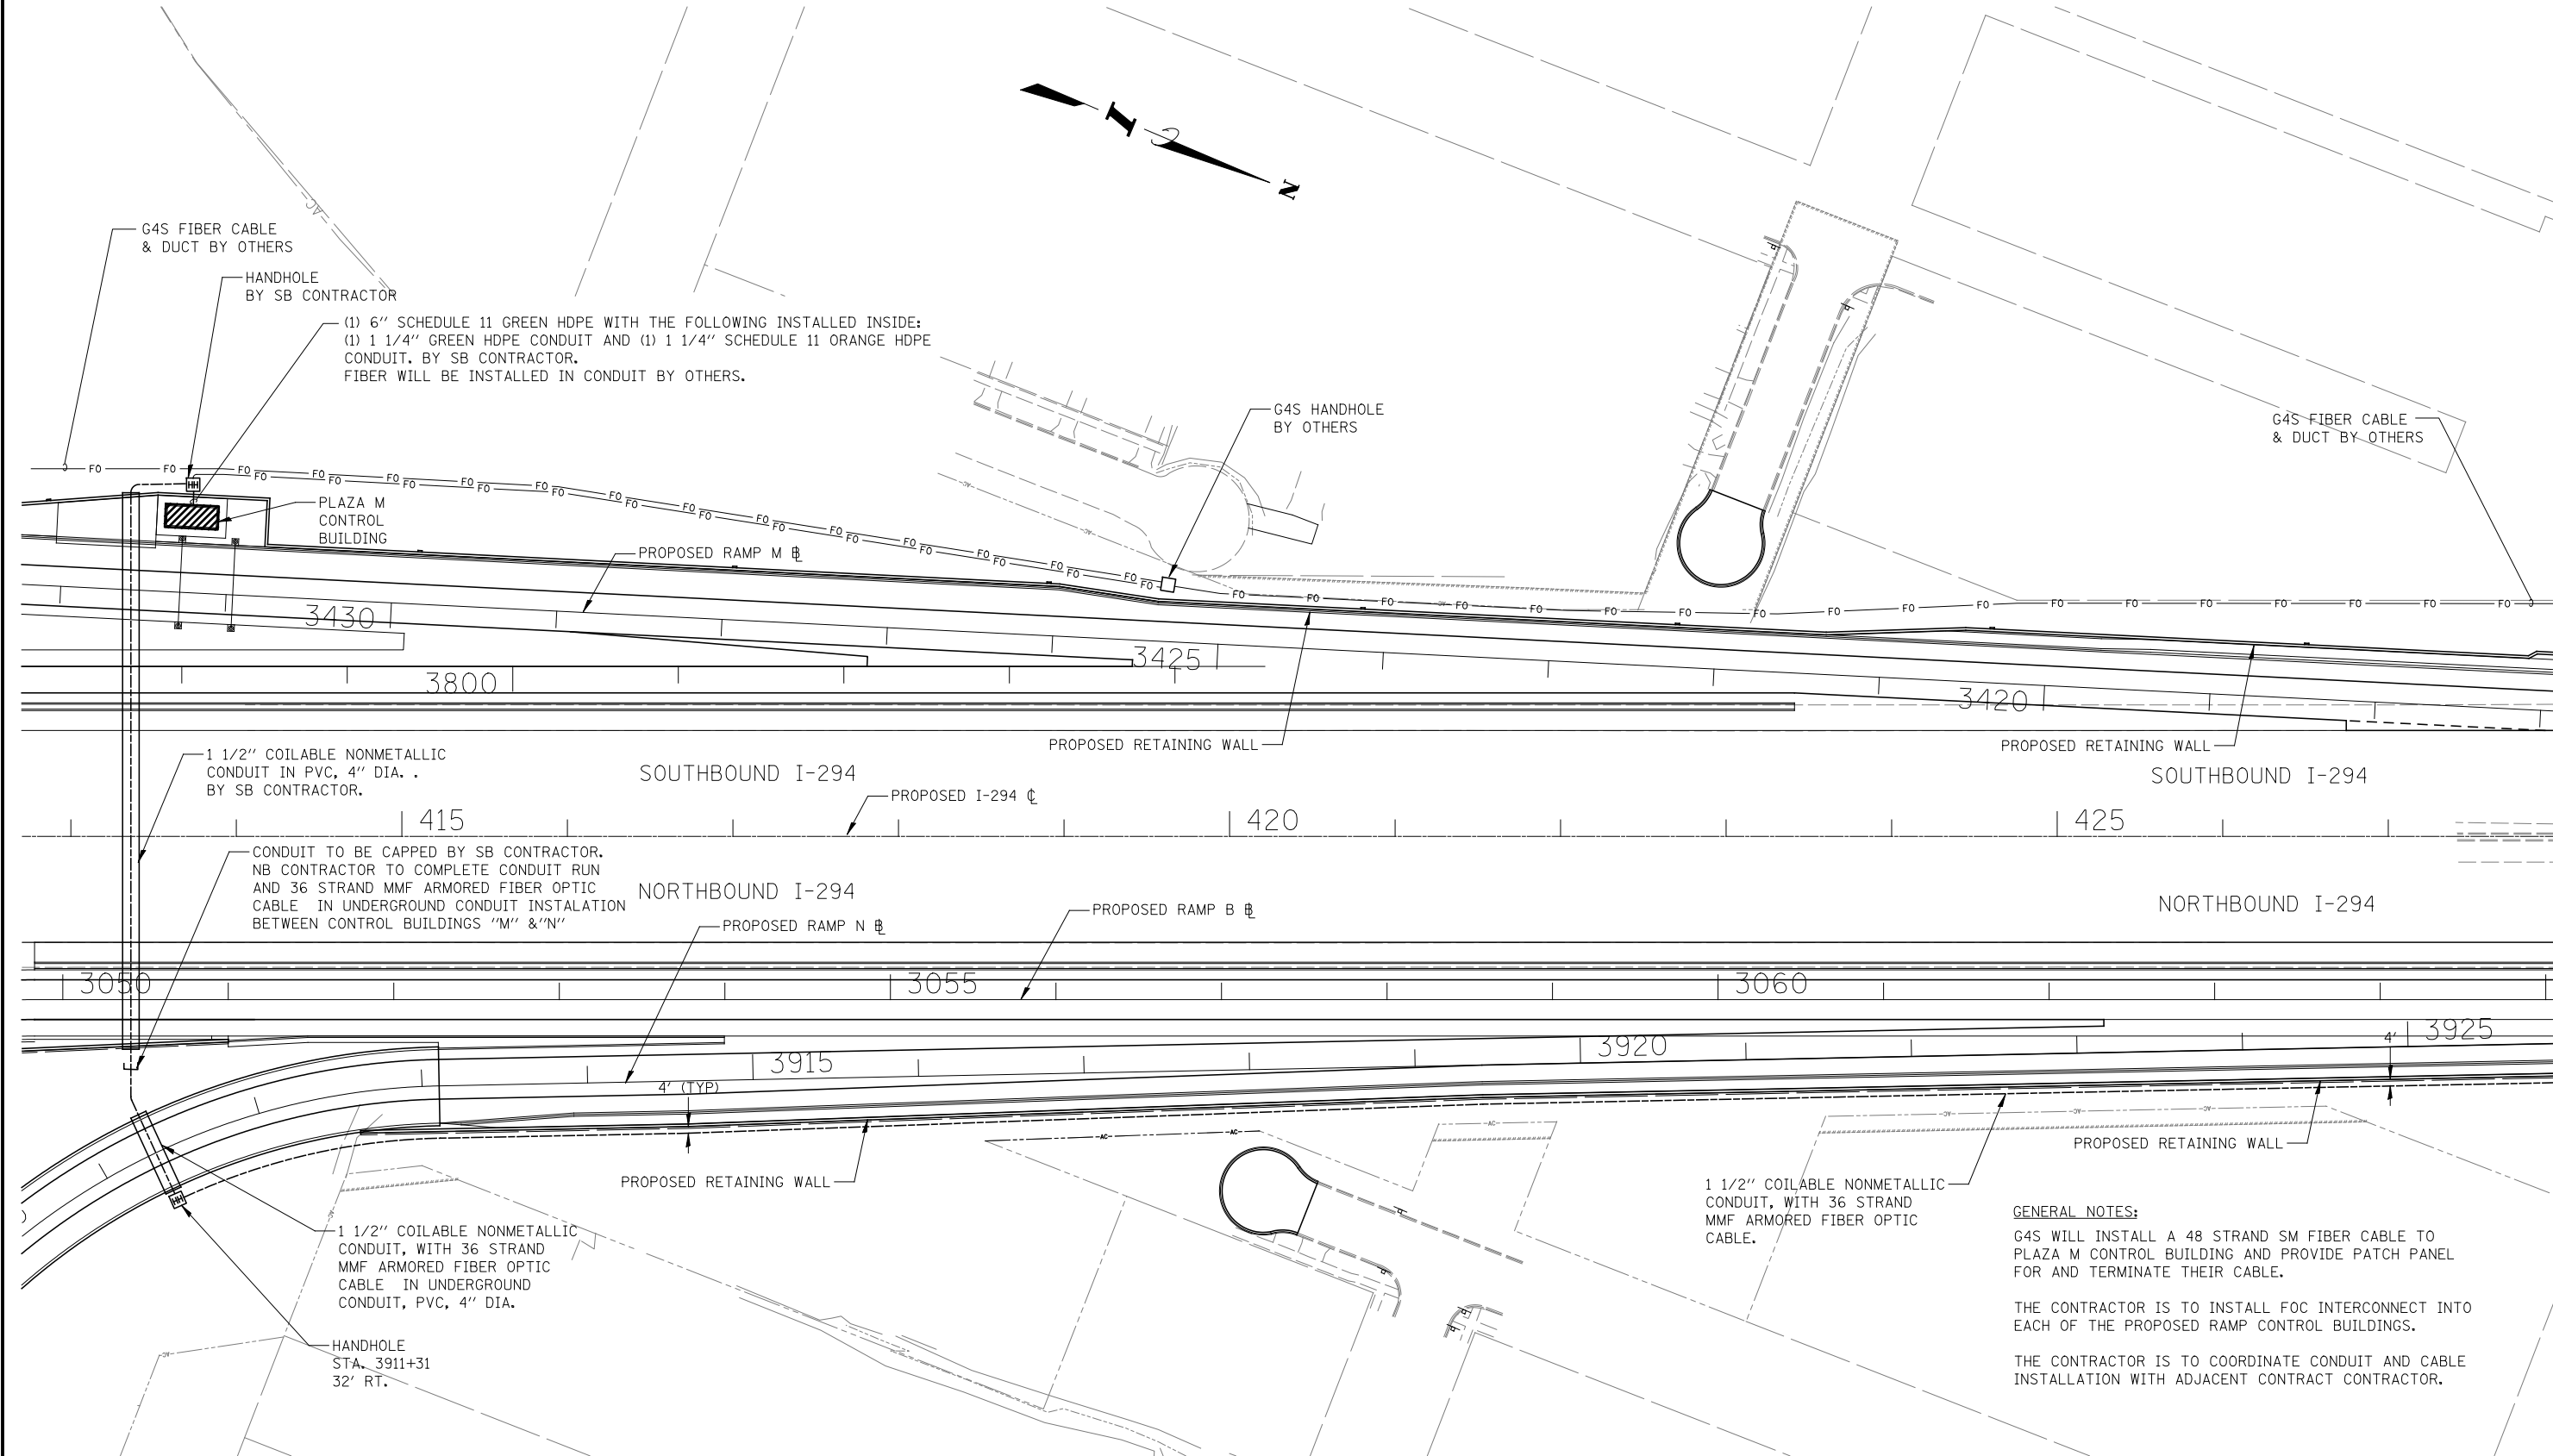 N
G4S FIBER CABLE
& DUCT BY OTHERS
HANDHOLE
BY SB CONTRACTOR
(1) 6" SCHEDULE 11 GREEN HDPE WITH THE FOLLOWING INSTALLED INSIDE:
(1) 1 1/4" GREEN HDPE CONDUIT AND (1) 1 1/4" SCHEDULE 11 ORANGE HDPE
CONDUIT. BY SB CONTRACTOR.
FIBER WILL BE INSTALLED IN CONDUIT BY OTHERS.
G4S HANDHOLE
BY OTHERS
G4S FIBER CABLE
& DUCT BY OTHERS
HH
PLAZA M
CONTROL
BUILDING
PROPOSED RAMP M ␢
3430
3425
3420
3800
PROPOSED RETAINING WALL
PROPOSED RETAINING WALL
1 1/2" COILABLE NONMETALLIC
CONDUIT IN PVC, 4" DIA. .
BY SB CONTRACTOR.
SOUTHBOUND I-294
SOUTHBOUND I-294
PROPOSED I-294 ℄
415
420
425
CONDUIT TO BE CAPPED BY SB CONTRACTOR.
NB CONTRACTOR TO COMPLETE CONDUIT RUN
AND 36 STRAND MMF ARMORED FIBER OPTIC
CABLE IN UNDERGROUND CONDUIT INSTALATION
BETWEEN CONTROL BUILDINGS "M" &"N"
NORTHBOUND I-294
NORTHBOUND I-294
PROPOSED RAMP N ␢
PROPOSED RAMP B ␢
3050
3055
3060
3915
3920
3925
4' (TYP)
4'
PROPOSED RETAINING WALL
PROPOSED RETAINING WALL
1 1/2" COILABLE NONMETALLIC
CONDUIT, WITH 36 STRAND
MMF ARMORED FIBER OPTIC
CABLE.
HH
1 1/2" COILABLE NONMETALLIC
CONDUIT, WITH 36 STRAND
MMF ARMORED FIBER OPTIC
CABLE IN UNDERGROUND
CONDUIT, PVC, 4" DIA.
HANDHOLE
STA. 3911+31
32' RT.
GENERAL NOTES:
G4S WILL INSTALL A 48 STRAND SM FIBER CABLE TO
PLAZA M CONTROL BUILDING AND PROVIDE PATCH PANEL
FOR AND TERMINATE THEIR CABLE.
THE CONTRACTOR IS TO INSTALL FOC INTERCONNECT INTO
EACH OF THE PROPOSED RAMP CONTROL BUILDINGS.
THE CONTRACTOR IS TO COORDINATE CONDUIT AND CABLE
INSTALLATION WITH ADJACENT CONTRACT CONTRACTOR.